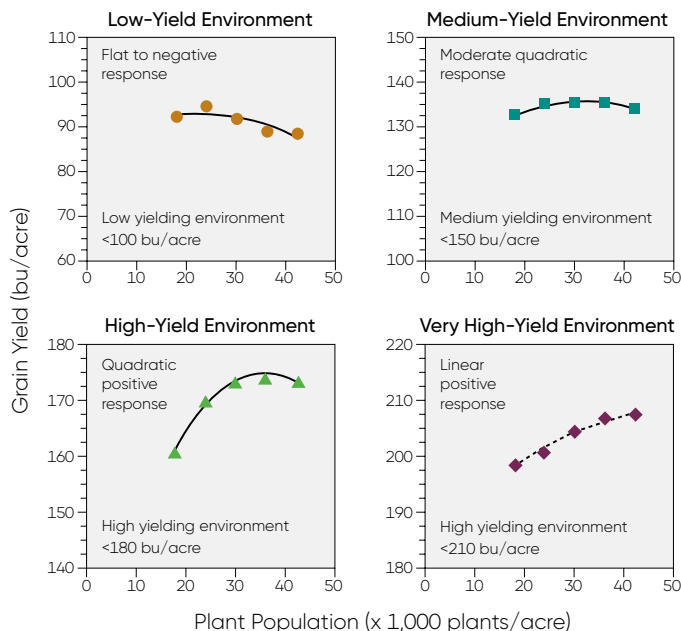 Low-Yield Environment
110
100
90
80
70
60
Flat to negative
response
Low yielding environment
<100 bu/acre
0 10 20 30 40 50
Medium-Yield Environment
150
140
130
120
110
100
Moderate quadratic
response
Medium yielding environment
<150 bu/acre
0 10 20 30 40 50
Grain Yield (bu/acre)
High-Yield Environment
180
170
160
150
140
Quadratic
positive
response
High yielding environment
<180 bu/acre
0 10 20 30 40 50
Very High-Yield Environment
220
210
200
190
180
Linear
positive
response
High yielding environment
<210 bu/acre
0 10 20 30 40 50
Plant Population (x 1,000 plants/acre)